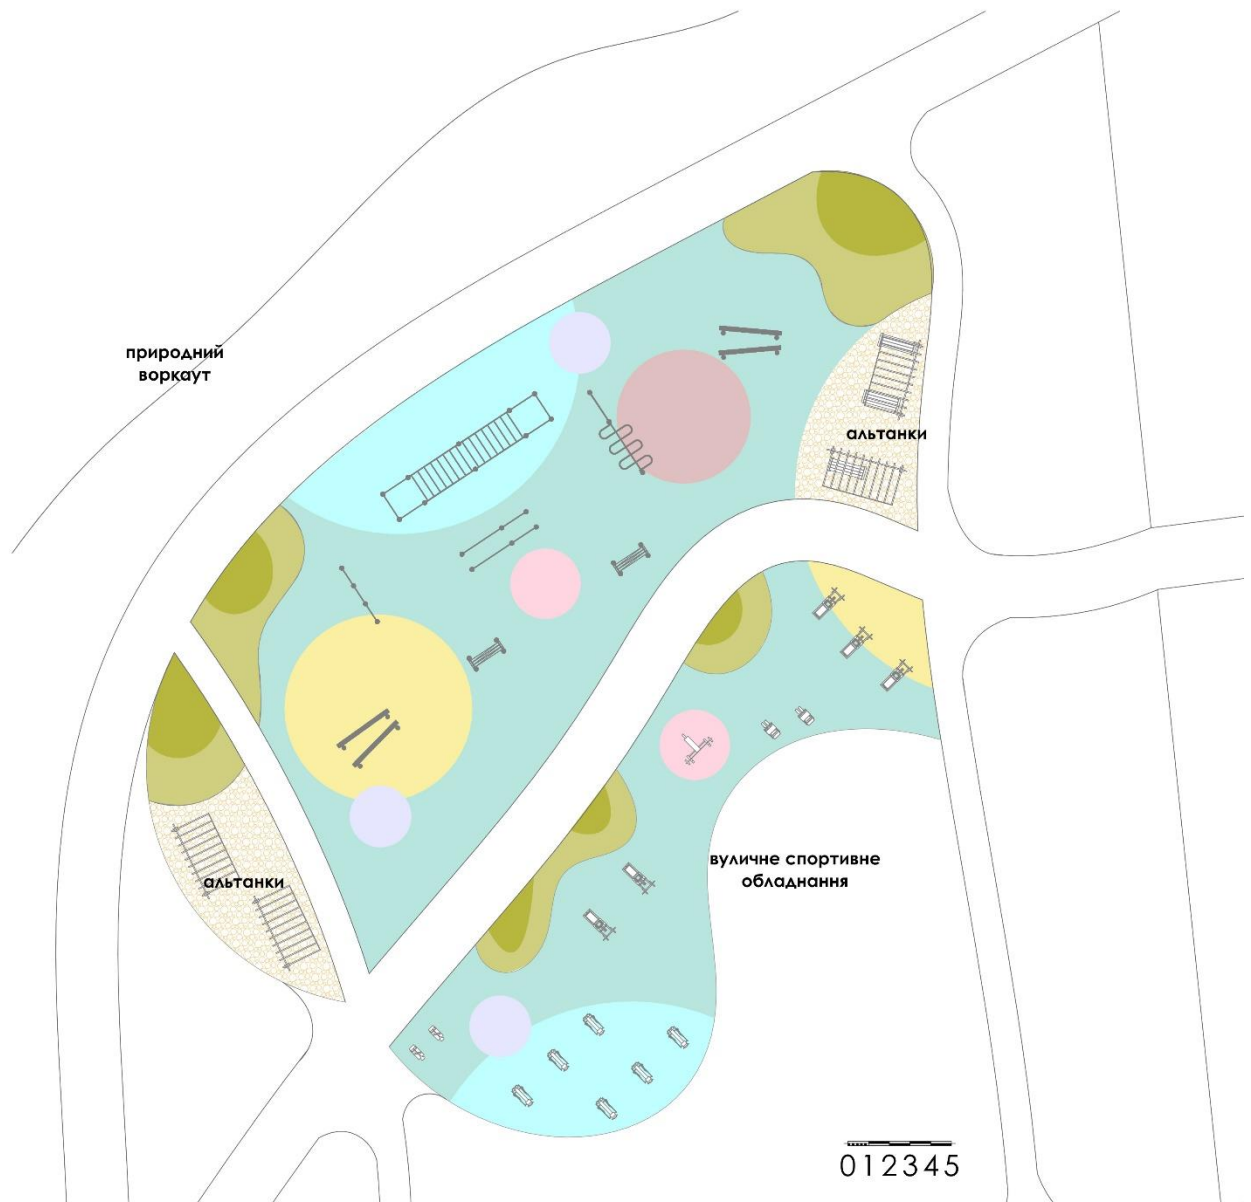 природний
воркаут
альтанки
вуличне спортивне
обладнання
альтанки
012345